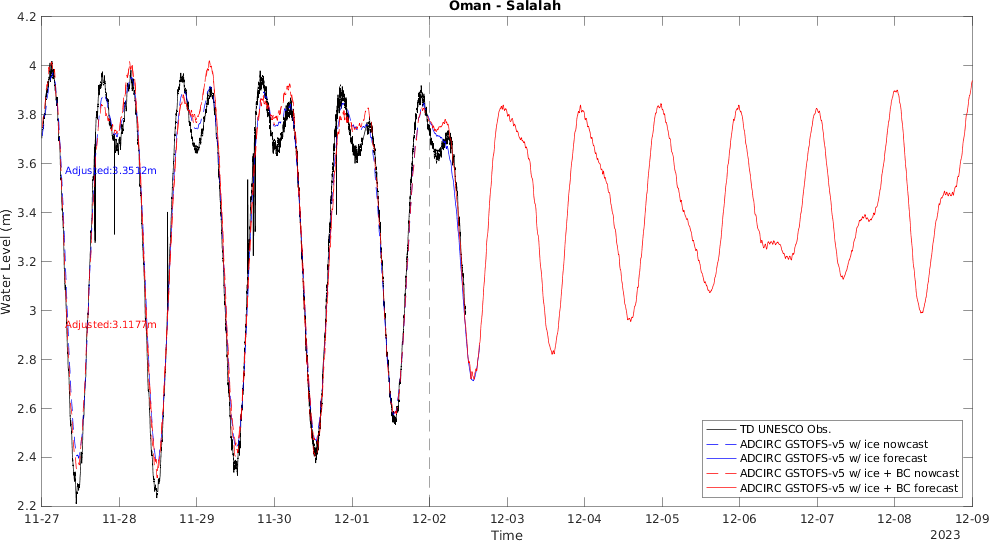 Oman - Salalah
4.2
4
3.8
3.6
3.4
3.2
3
2.8
2.6
2.4
2.2
Water Level (m)
Adjusted:3.3512m
Adjusted:3.1177m
TD UNESCO Obs.
ADCIRC GSTOFS-v5 w/ ice nowcast
ADCIRC GSTOFS-v5 w/ ice forecast
ADCIRC GSTOFS-v5 w/ ice + BC nowcast
ADCIRC GSTOFS-v5 w/ ice + BC forecast
11-27 11-28 11-29 11-30 12-01 12-02 12-03 12-04 12-05 12-06 12-07 12-08 12-09
Time
2023